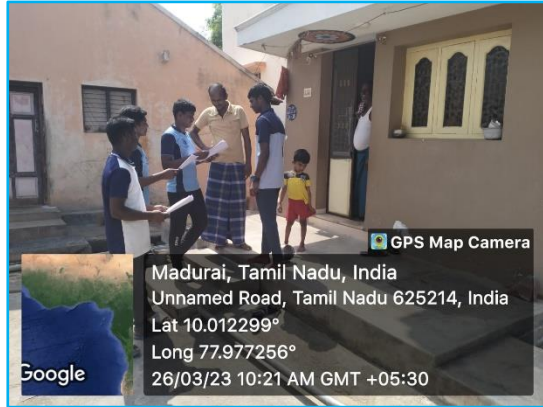 GPS Map Camera
Madurai, Tamil Nadu, India
Unnamed Road, Tamil Nadu 625214, India
Lat 10.012299°
Long 77.977256°
26/03/23 10:21 AM GMT +05:30
Google